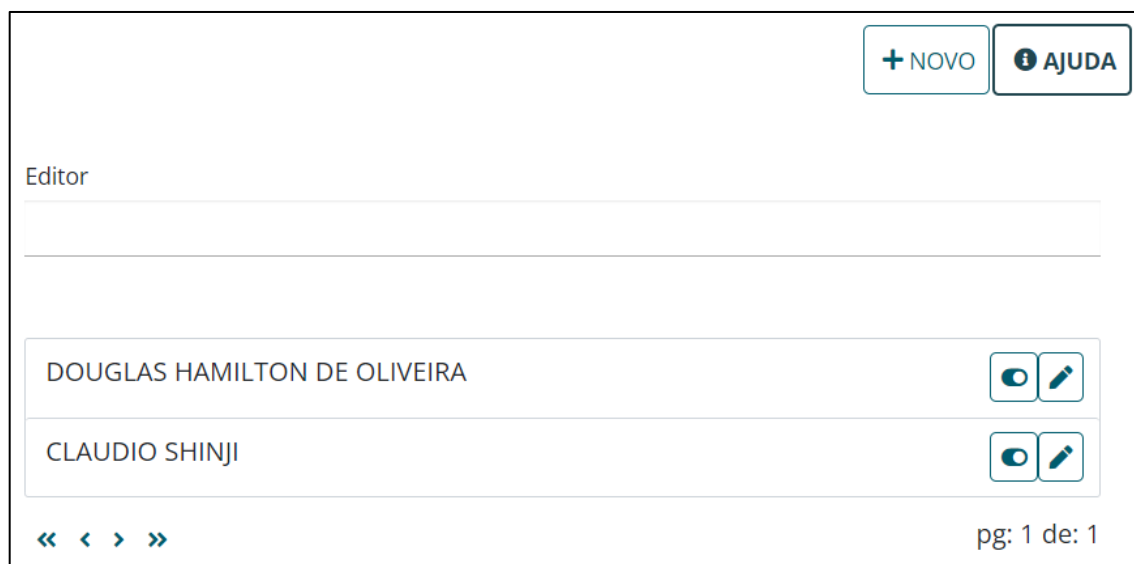 NOVO AJUDA
Editor
DOUGLAS HAMILTON DE OLIVEIRA
CLAUDIO SHINJI
pg: 1 de: 1